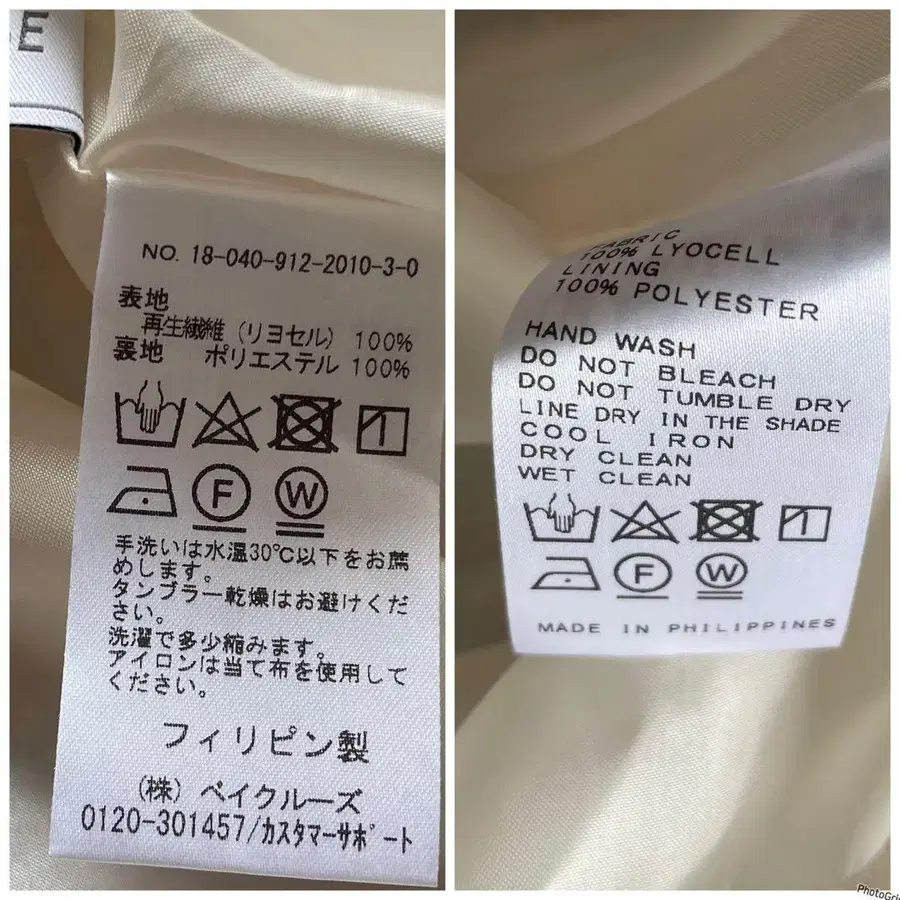 E
NO. 18-040-912-2010-3-0
表地
再生繊維 (リヨセル) 100%
裏地 ポリエステル 100%
F W
手洗いは水温30℃以下をお薦
めします。
タンブラー乾燥はお避けくだ
さい。
洗濯で多少縮みます。
アイロンは当て布を使用して
ください。
フィリピン製
(株) ベイクルーズ
0120-301457/カスタマーサポート
FABRIC
100% LYOCELL
LINING
100% POLYESTER
HAND WASH
DO NOT BLEACH
DO NOT TUMBLE DRY
LINE DRY IN THE SHADE
COOL IRON
DRY CLEAN
WET CLEAN
F W
MADE IN PHILIPPINES